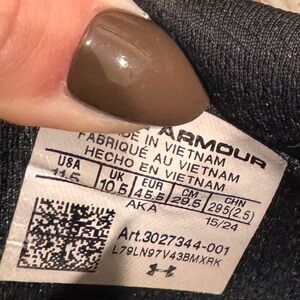 ARMOUR
IN VIETNAM
FABRIQUÉ AU VIETNAM
HECHO EN VIETNAM
USA UK EUR CM CHN
11.5 10.5 45.5 29.5 295(2.5)
AKA 15/24
Art.3027344-001
L79LN97V43BMXRK